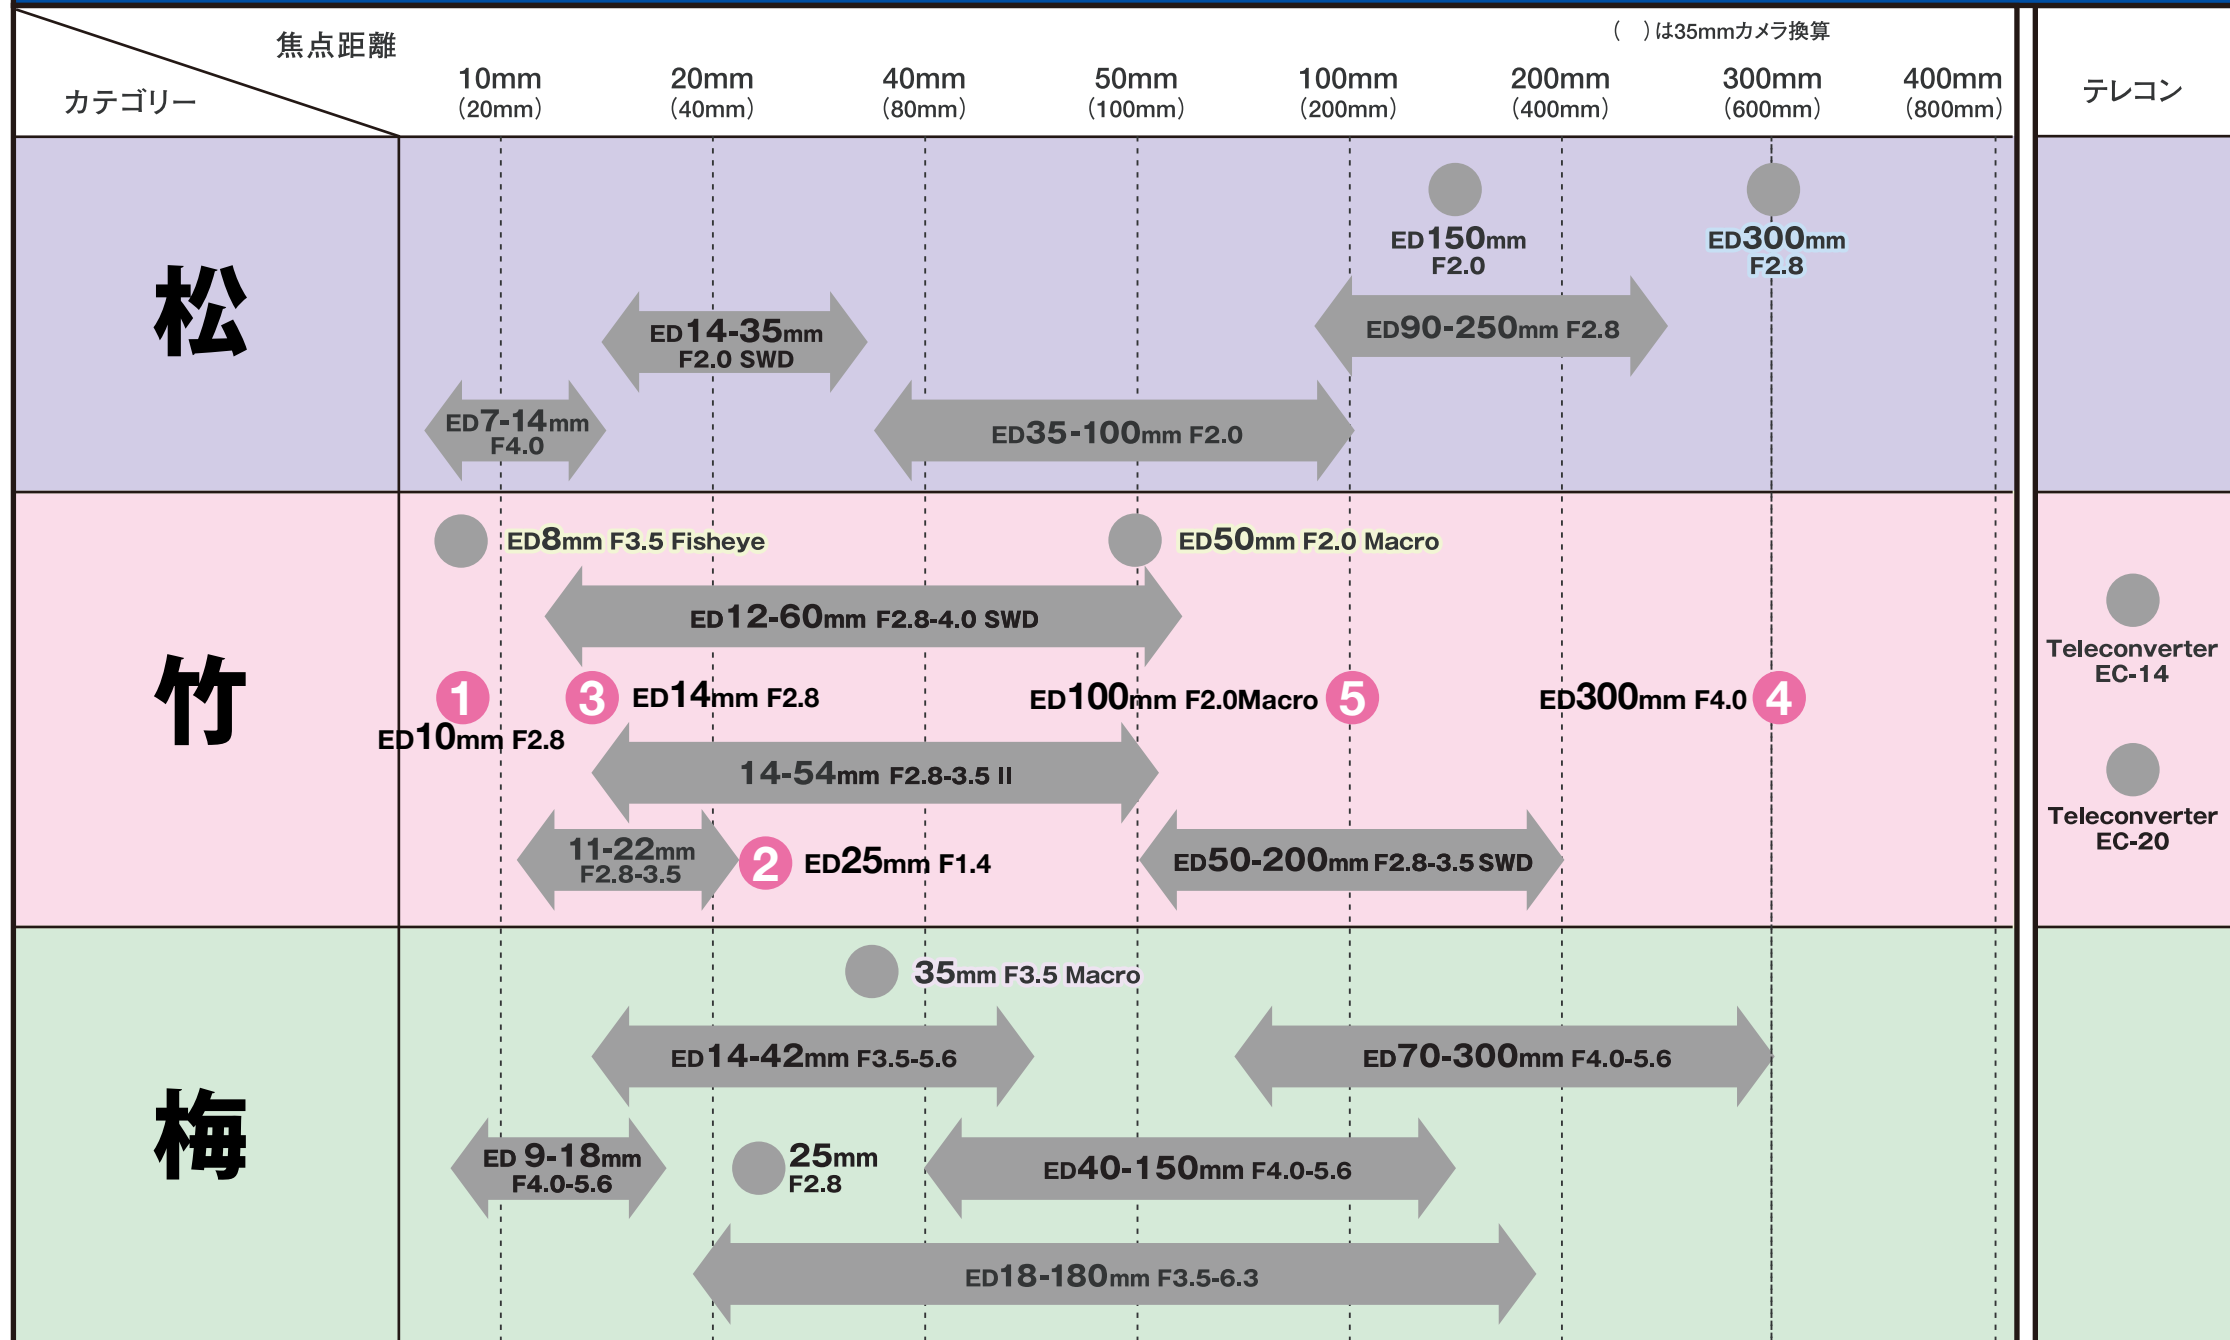 焦点距離
カテゴリー
( )は35mmカメラ換算
10mm
(20mm)
20mm
(40mm)
40mm
(80mm)
50mm
(100mm)
100mm
(200mm)
200mm
(400mm)
300mm
(600mm)
400mm
(800mm)
テレコン
松
ED150mm
F2.0
ED300mm
F2.8
ED14-35mm
F2.0 SWD
ED90-250mm F2.8
ED7-14mm
F4.0
ED35-100mm F2.0
竹
ED8mm F3.5 Fisheye
ED50mm F2.0 Macro
ED12-60mm F2.8-4.0 SWD
1
ED10mm F2.8
3 ED14mm F2.8
ED100mm F2.0Macro 5
ED300mm F4.0 4
14-54mm F2.8-3.5 II
11-22mm
F2.8-3.5
2 ED25mm F1.4
ED50-200mm F2.8-3.5 SWD
Teleconverter
EC-14
Teleconverter
EC-20
梅
35mm F3.5 Macro
ED14-42mm F3.5-5.6
ED70-300mm F4.0-5.6
ED 9-18mm
F4.0-5.6
25mm
F2.8
ED40-150mm F4.0-5.6
ED18-180mm F3.5-6.3